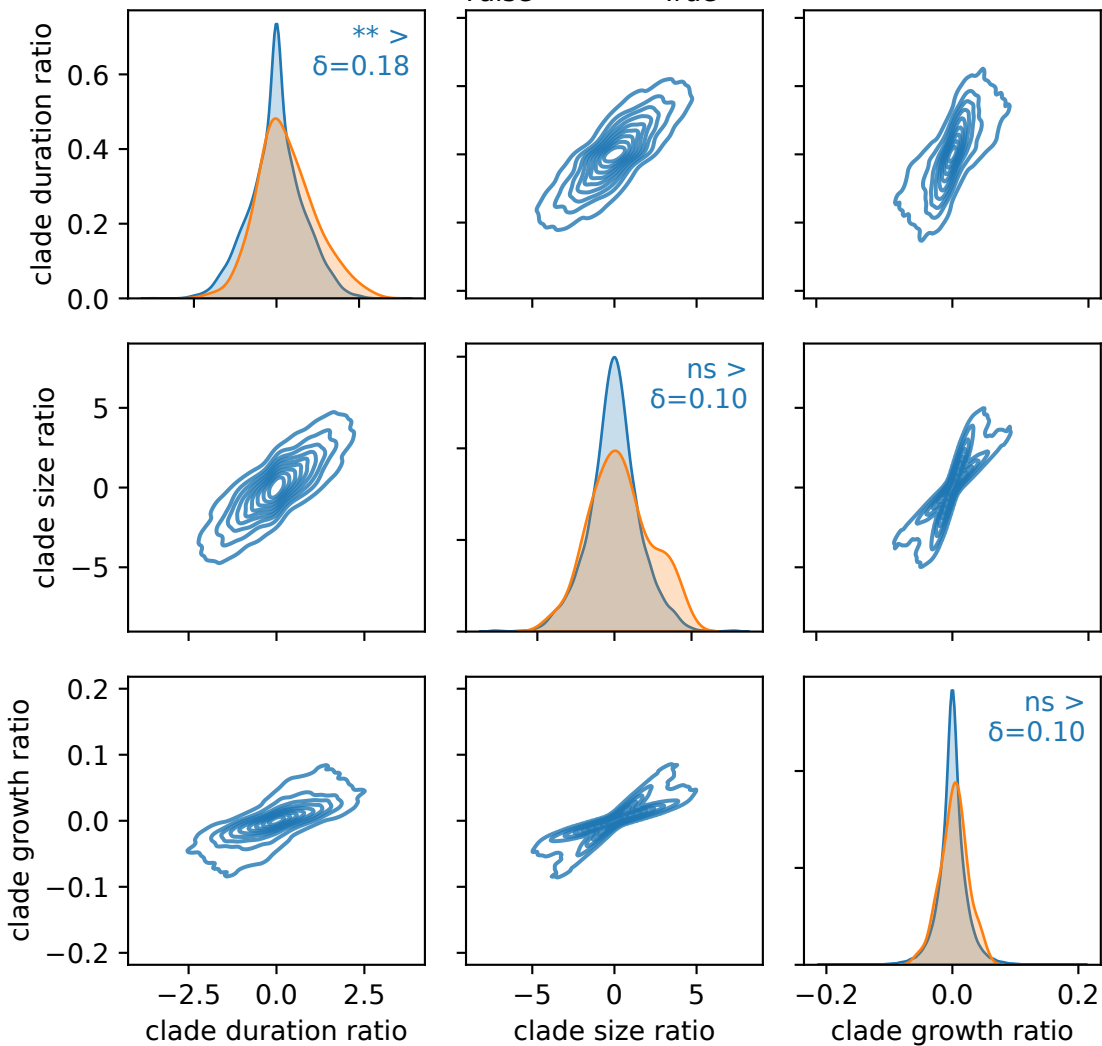 ** >
δ=0.18
clade duration ratio
0.6
0.4
0.2
0.0
ns >
δ=0.10
clade size ratio
5
0
−5
ns >
δ=0.10
clade growth ratio
0.2
0.1
0.0
−0.1
−0.2
−2.5 0.0 2.5
−5 0 5
−0.2 0.0 0.2
clade duration ratio
clade size ratio
clade growth ratio